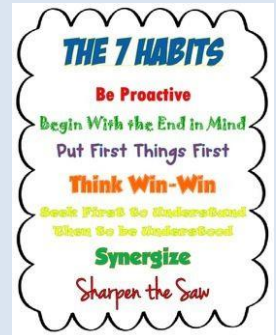 THE 7 HABITS
Be Proactive
Begin With the End in Mind
Put First Things First
Think Win-Win
Seek First to Understand
Then to be Understood
Synergize
Sharpen the Saw